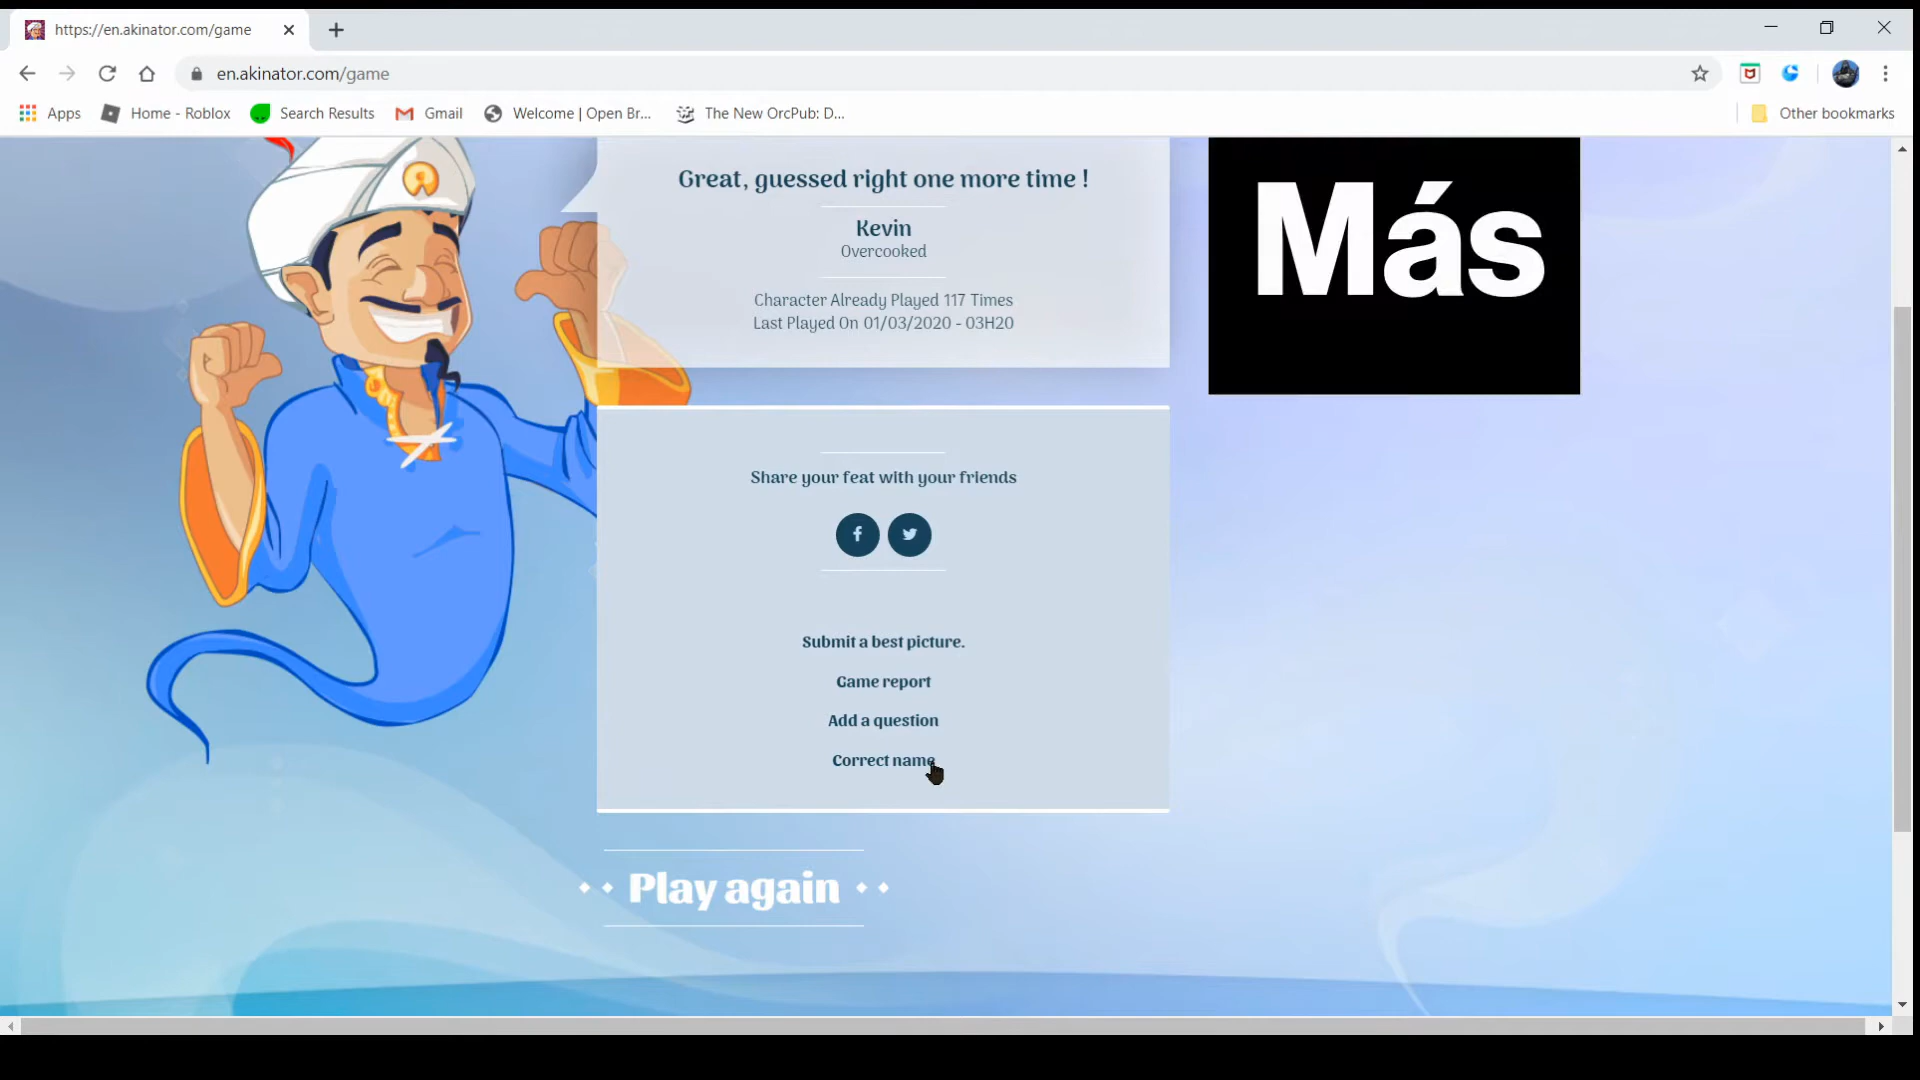 https://en.akinator.com/game
en.akinator.com/game
Apps
Home - Roblox
Search Results
Gmail
Welcome | Open Br...
The New OrcPub: D...
Other bookmarks
Great, guessed right one more time !
Kevin
Overcooked
Character Already Played 117 Times
Last Played On 01/03/2020 - 03H20
Más
Share your feat with your friends
Submit a best picture.
Game report
Add a question
Correct name
Play again